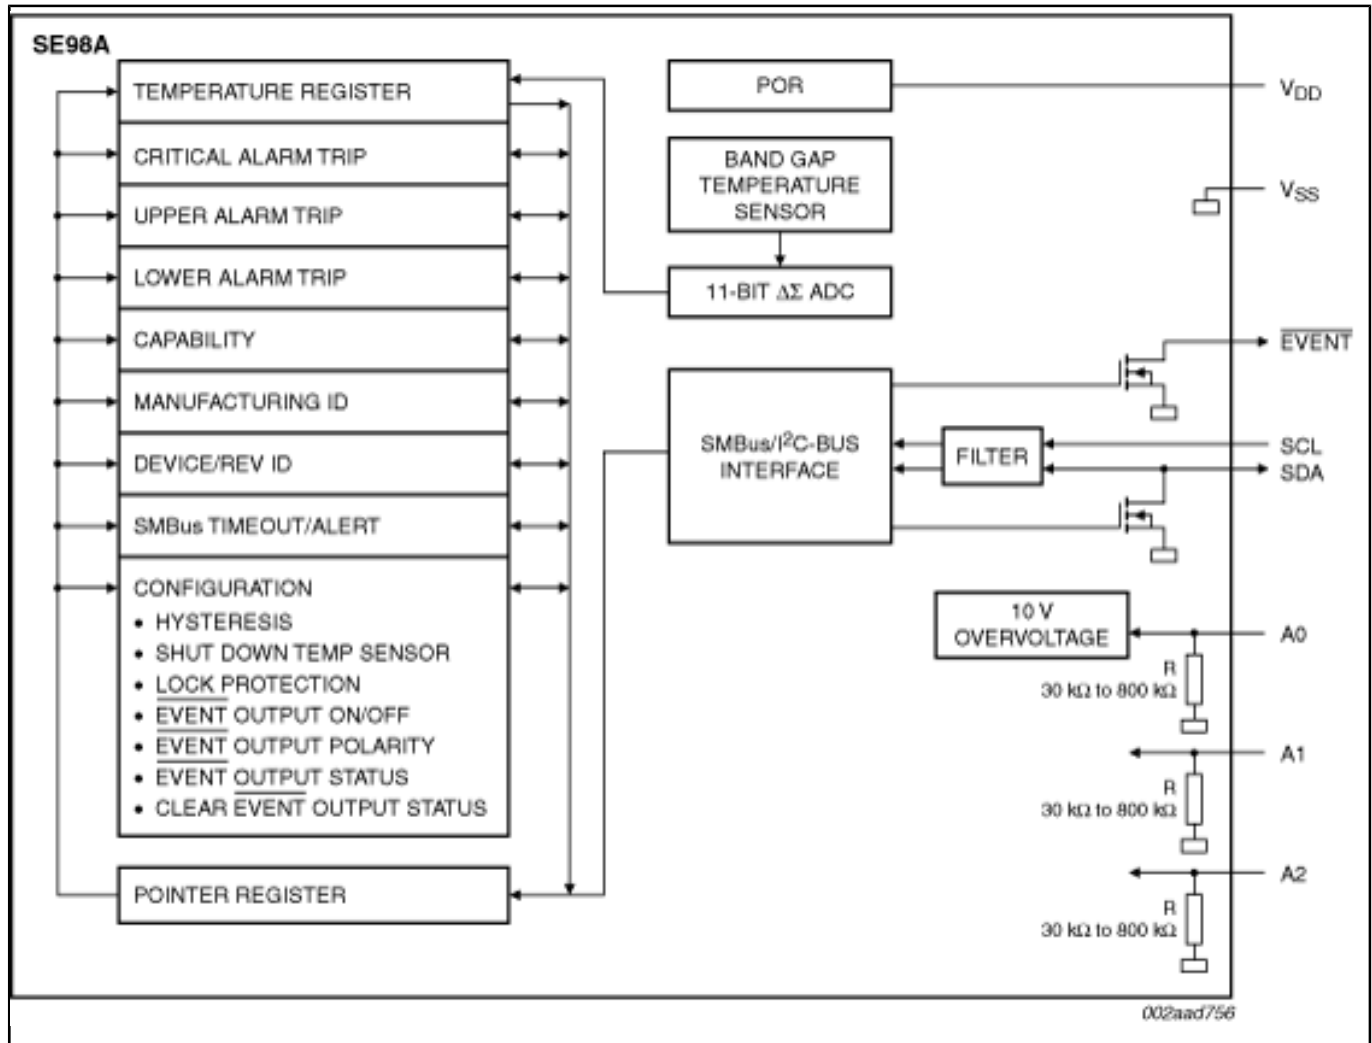 SE98A
TEMPERATURE REGISTER
CRITICAL ALARM TRIP
UPPER ALARM TRIP
LOWER ALARM TRIP
CAPABILITY
MANUFACTURING ID
DEVICE/REV ID
SMBus TIMEOUT/ALERT
CONFIGURATION
• HYSTERESIS
• SHUT DOWN TEMP SENSOR
• LOCK PROTECTION
• EVENT OUTPUT ON/OFF
• EVENT OUTPUT POLARITY
• EVENT OUTPUT STATUS
• CLEAR EVENT OUTPUT STATUS
POINTER REGISTER
POR
BAND GAP
TEMPERATURE
SENSOR
11-BIT ΔΣ ADC
SMBus/I²C-BUS
INTERFACE
FILTER
10 V
OVERVOLTAGE
R
30 kΩ to 800 kΩ
R
30 kΩ to 800 kΩ
R
30 kΩ to 800 kΩ
VDD
VSS
EVENT
SCL
SDA
A0
A1
A2
002aad756